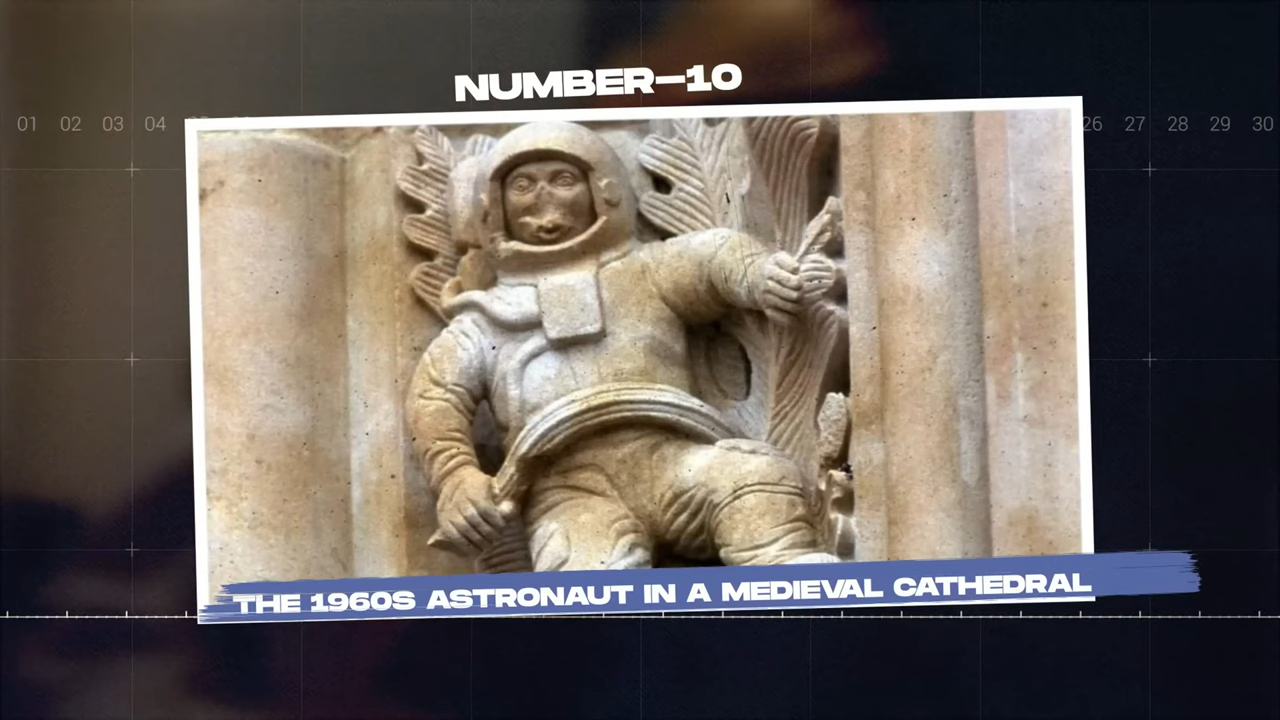 NUMBER–10
01 02 03 04
26 27 28 29 30
THE 1960S ASTRONAUT IN A MEDIEVAL CATHEDRAL